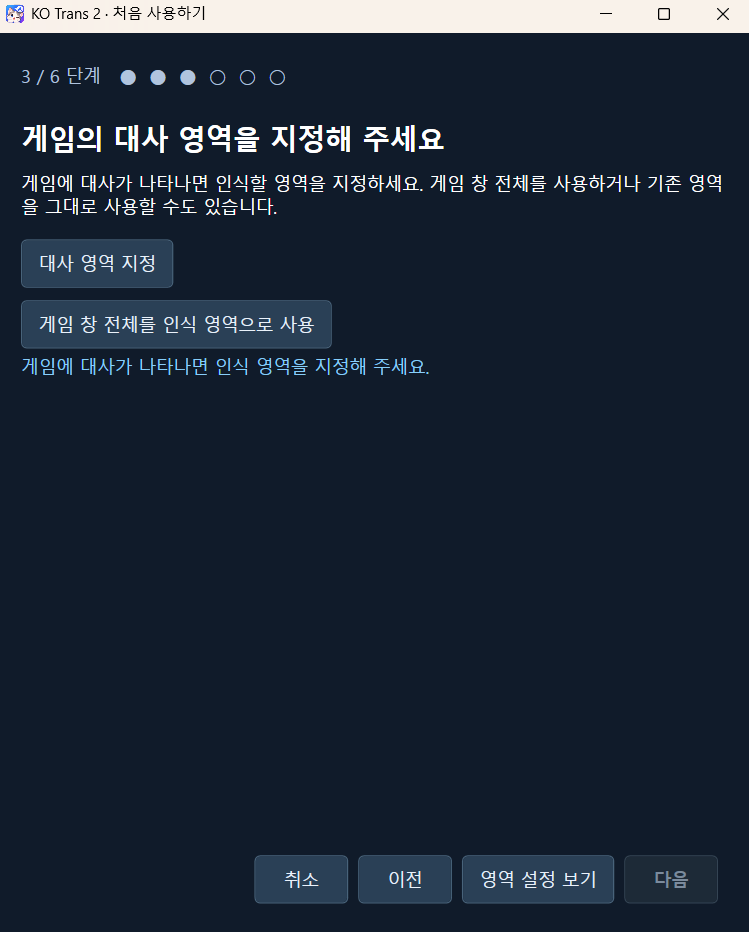 KO Trans 2 · 처음 사용하기
3 / 6 단계
게임의 대사 영역을 지정해 주세요
게임에 대사가 나타나면 인식할 영역을 지정하세요. 게임 창 전체를 사용하거나 기존 영역
을 그대로 사용할 수도 있습니다.
대사 영역 지정
게임 창 전체를 인식 영역으로 사용
게임에 대사가 나타나면 인식 영역을 지정해 주세요.
취소 이전 영역 설정 보기 다음